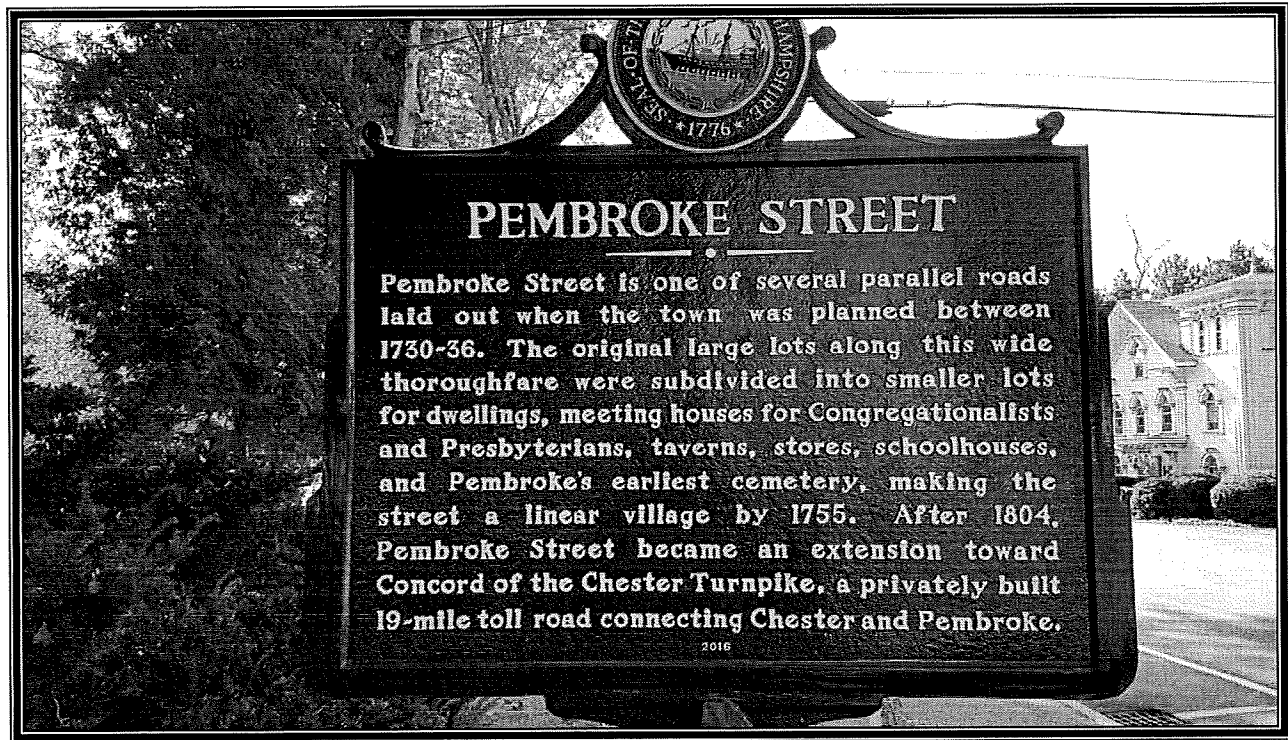 SEAL · OF · T
AMPSHIRE
★ 1776 ★
PEMBROKE STREET
Pembroke Street is one of several parallel roads
laid out when the town was planned between
1730-36. The original large lots along this wide
thoroughfare were subdivided into smaller lots
for dwellings, meeting houses for Congregationalists
and Presbyterians, taverns, stores, schoolhouses,
and Pembroke's earliest cemetery, making the
street a linear village by 1755. After 1804,
Pembroke Street became an extension toward
Concord of the Chester Turnpike, a privately built
19-mile toll road connecting Chester and Pembroke.
2016